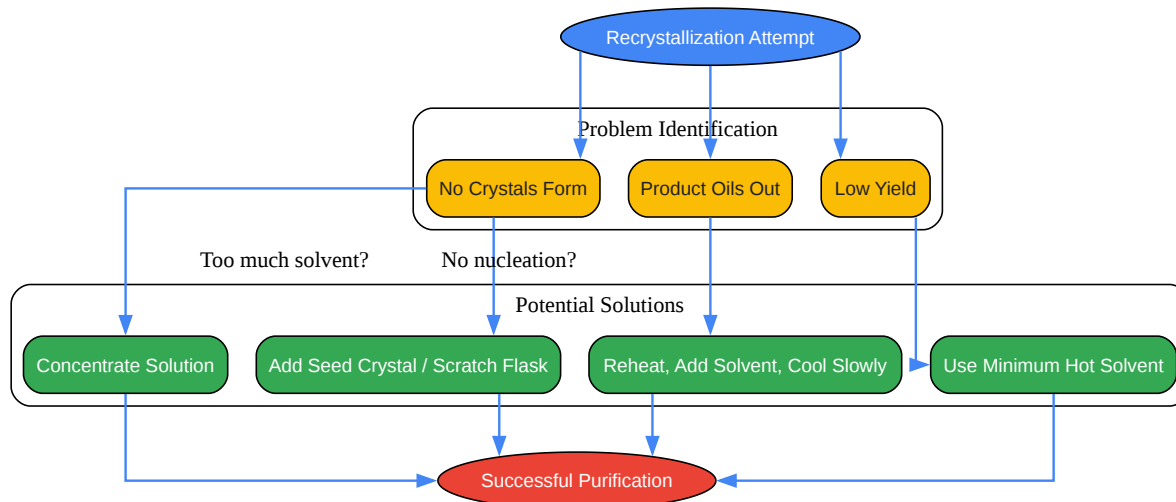 Recrystallization Attempt
Problem Identification
No Crystals Form
Product Oils Out
Low Yield
Too much solvent?
No nucleation?
Potential Solutions
Concentrate Solution
Add Seed Crystal / Scratch Flask
Reheat, Add Solvent, Cool Slowly
Use Minimum Hot Solvent
Successful Purification